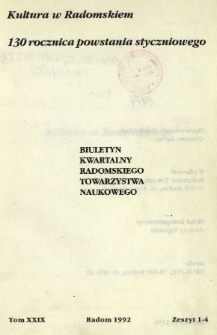 Kultura w Radomskiem
130 rocznica powstania styczniowego
BIULETYN
KWARTALNY
RADOMSKIEGO
TOWARZYSTWA
NAUKOWEGO
Tom XXIX Radom 1992 Zeszyt 1-4